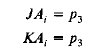 JA_i = p_3
KA_i = p_3